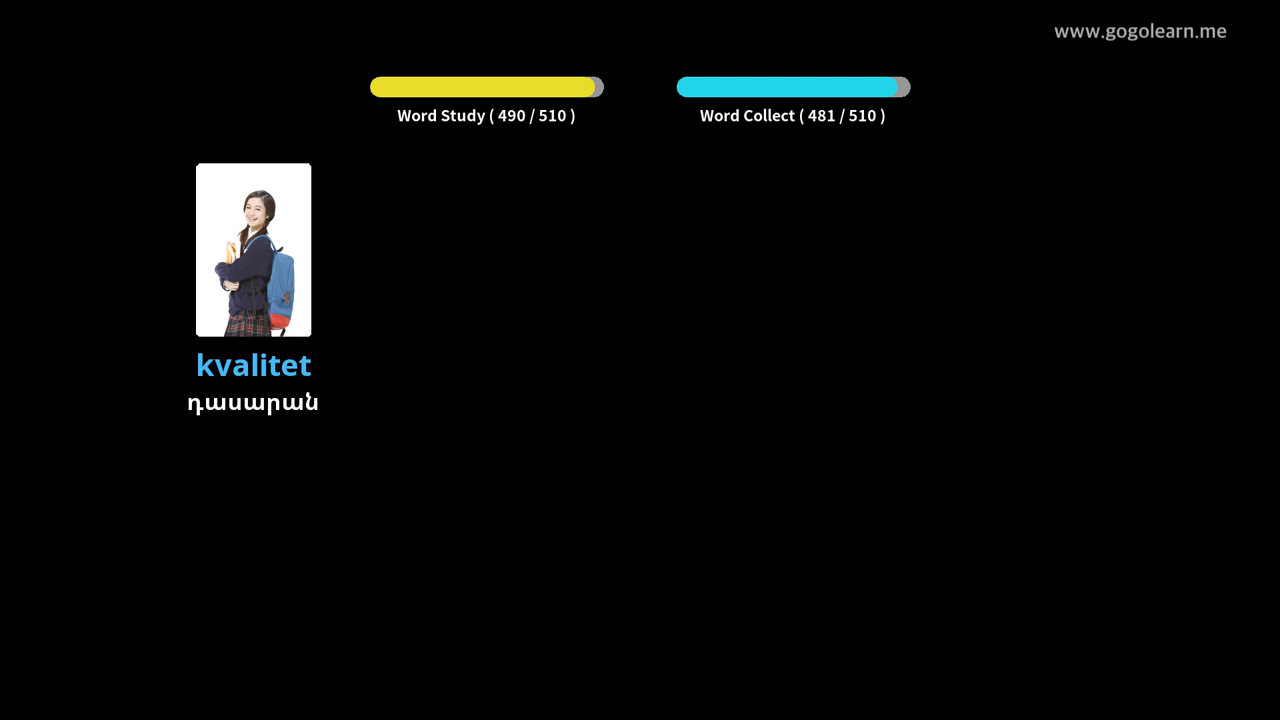 www.gogolearn.me
Word Study ( 490 / 510 )
Word Collect ( 481 / 510 )
kvalitet
դասարան